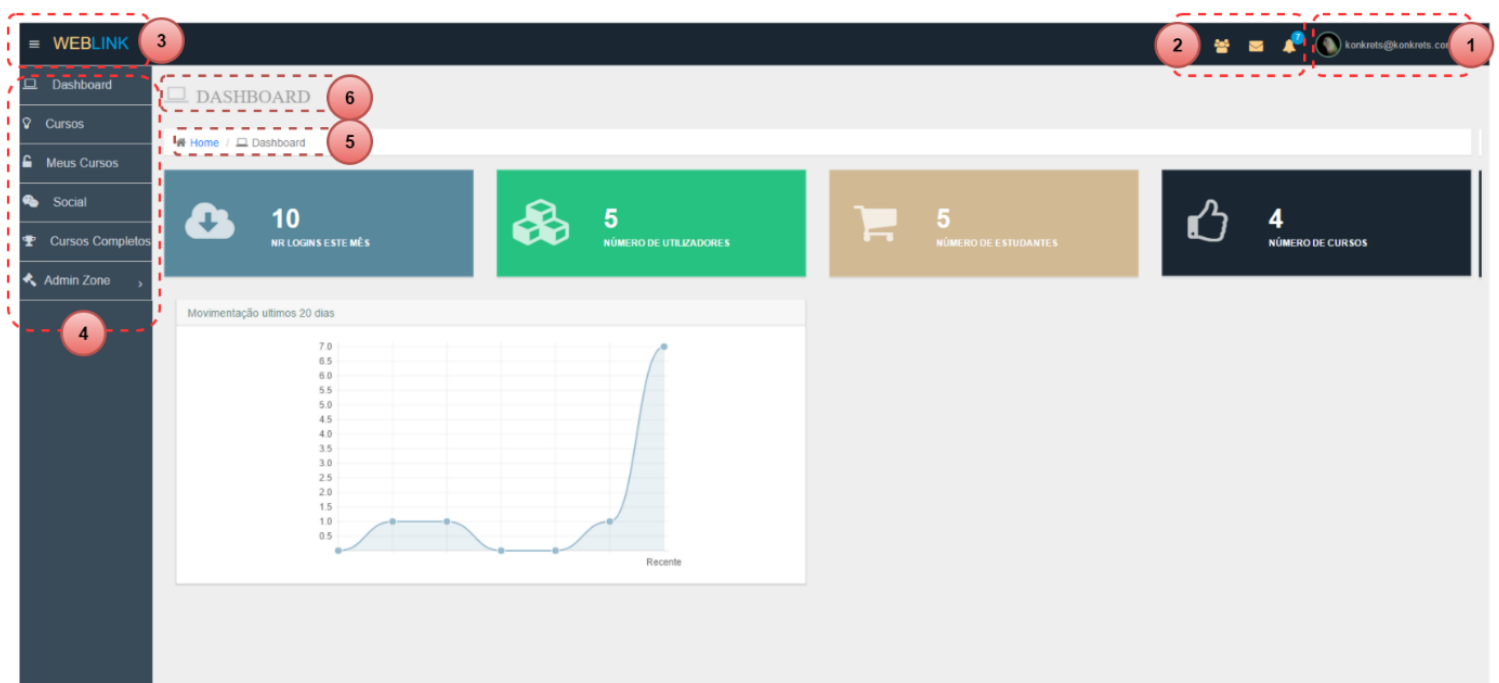 WEBLINK
3
2
7
konkrets@konkrets.co
1
Dashboard
Cursos
Meus Cursos
Social
Cursos Completos
Admin Zone
4
DASHBOARD
6
Home / Dashboard
5
10
NR LOGINS ESTE MÊS
5
NÚMERO DE UTILIZADORES
5
NÚMERO DE ESTUDANTES
4
NÚMERO DE CURSOS
Movimentação ultimos 20 dias
7.0
6.5
6.0
5.5
5.0
4.5
4.0
3.5
3.0
2.5
2.0
1.5
1.0
0.5
Recente